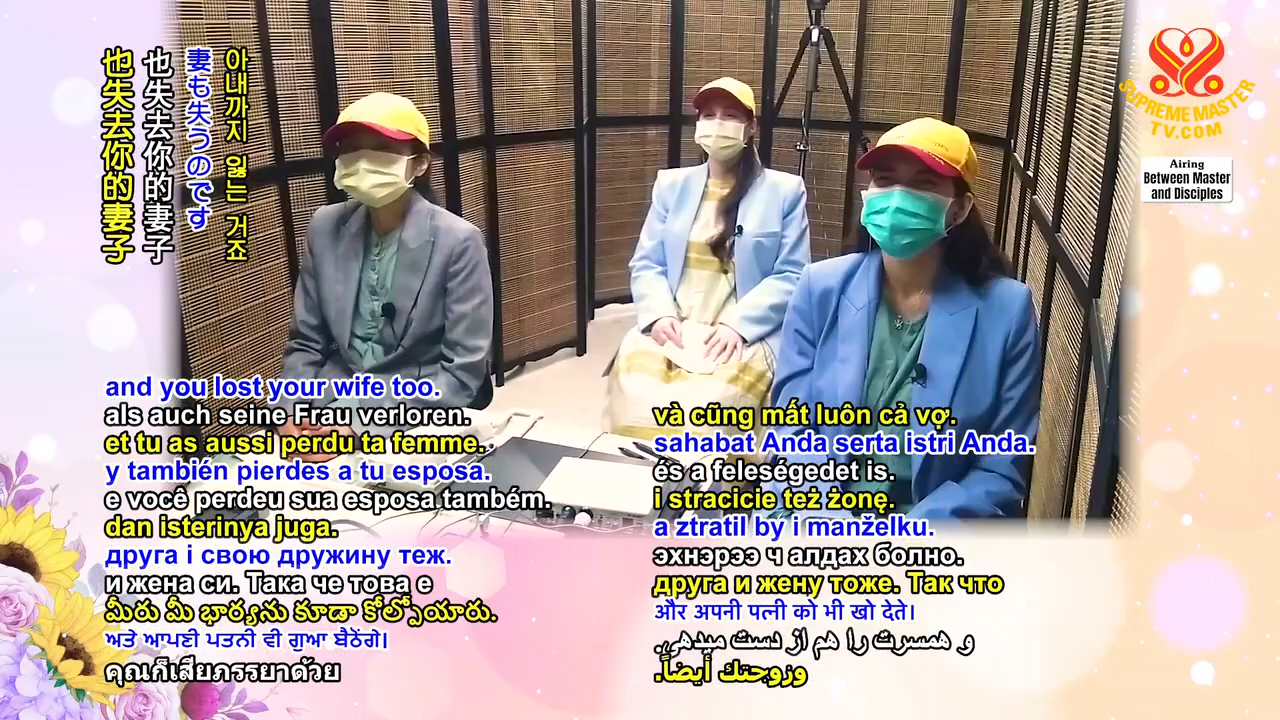 아내까지 잃는 거죠
妻も失うのです
也失去你的妻子
也失去你的妻子
SUPREME MASTER
TV.COM
Airing
Between Master
and Disciples
and you lost your wife too.
als auch seine Frau verloren.
et tu as aussi perdu ta femme.
y también pierdes a tu esposa.
e você perdeu sua esposa também.
dan isterinya juga.
друга і свою дружину теж.
и жена си. Така че това е
మీరు మీ భార్యను కూడా కోల్పోయారు.
ਅਤੇ ਆਪਣੀ ਪਤਨੀ ਵੀ ਗੁਆ ਬੈਠੋਂਗੇ।
คุณก็เสียภรรยาด้วย
và cũng mất luôn cả vợ.
sahabat Anda serta istri Anda.
és a feleségedet is.
i stracicie też żonę.
a ztratil by i manželku.
эхнэрээ ч алдах болно.
друга и жену тоже. Так что
और अपनी पत्नी को भी खो देते।
و همسرت را هم از دست میدهی.
وزوجتك أيضاً.